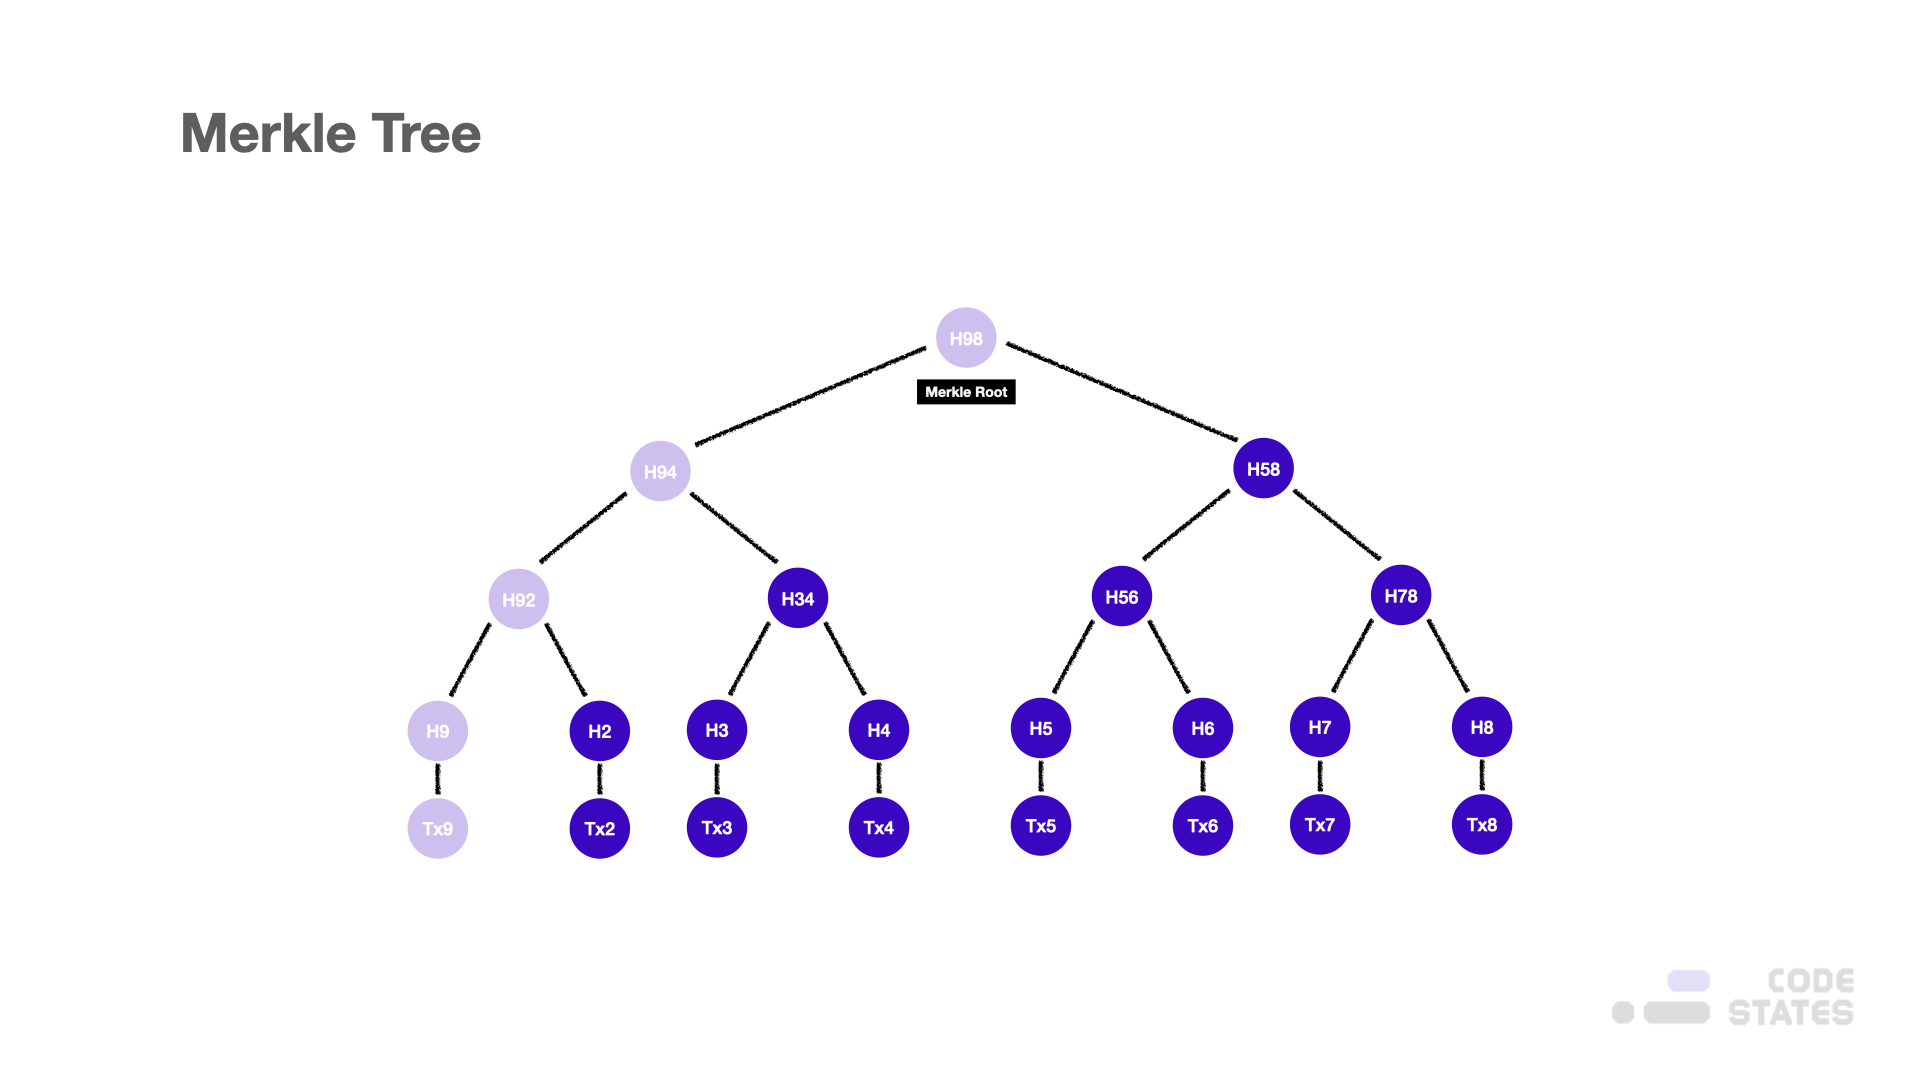 Merkle Tree
H98
Merkle Root
H94
H58
H92
H34
H56
H78
H9
H2
H3
H4
H5
H6
H7
H8
Tx9
Tx2
Tx3
Tx4
Tx5
Tx6
Tx7
Tx8
CODE
STATES